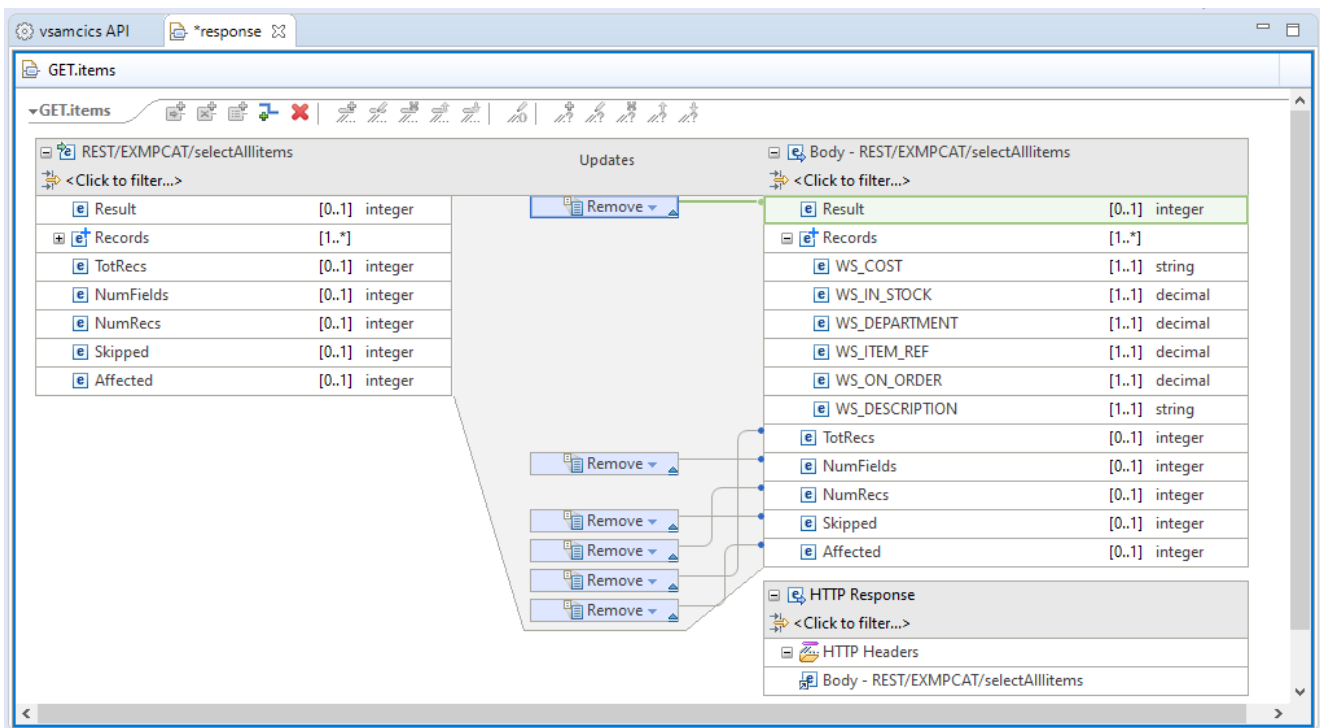 vsamcics API *response
GET.items
GET.items
REST/EXMPCAT/selectAllitems
<Click to filter...>
Result [0..1] integer
Records [1..*]
TotRecs [0..1] integer
NumFields [0..1] integer
NumRecs [0..1] integer
Skipped [0..1] integer
Affected [0..1] integer
Updates
Remove
Remove
Remove
Remove
Remove
Remove
Body - REST/EXMPCAT/selectAllitems
<Click to filter...>
Result [0..1] integer
Records [1..*]
WS_COST [1..1] string
WS_IN_STOCK [1..1] decimal
WS_DEPARTMENT [1..1] decimal
WS_ITEM_REF [1..1] decimal
WS_ON_ORDER [1..1] decimal
WS_DESCRIPTION [1..1] string
TotRecs [0..1] integer
NumFields [0..1] integer
NumRecs [0..1] integer
Skipped [0..1] integer
Affected [0..1] integer
HTTP Response
<Click to filter...>
HTTP Headers
Body - REST/EXMPCAT/selectAllitems